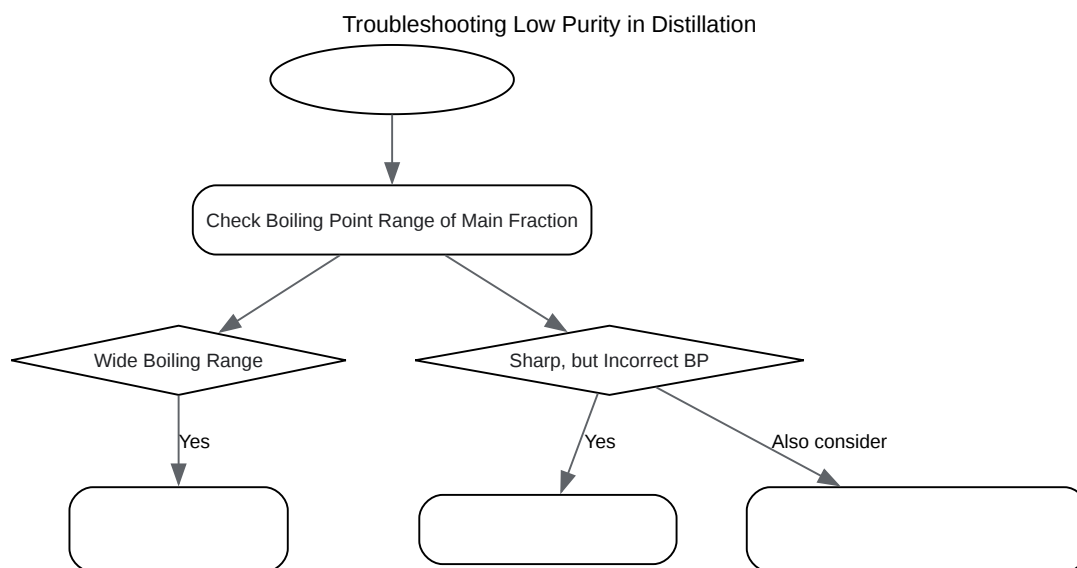 Troubleshooting Low Purity in Distillation
Check Boiling Point Range of Main Fraction
Wide Boiling Range
Sharp, but Incorrect BP
Yes
Yes
Also consider